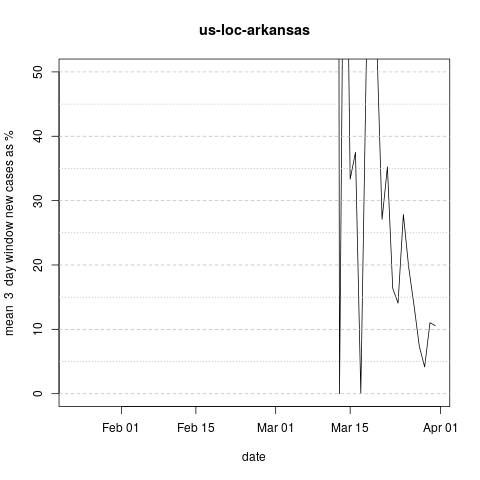 us-loc-arkansas
50
40
30
20
10
0
mean  3  day window new cases as %
Feb 01
Feb 15
Mar 01
Mar 15
Apr 01
date